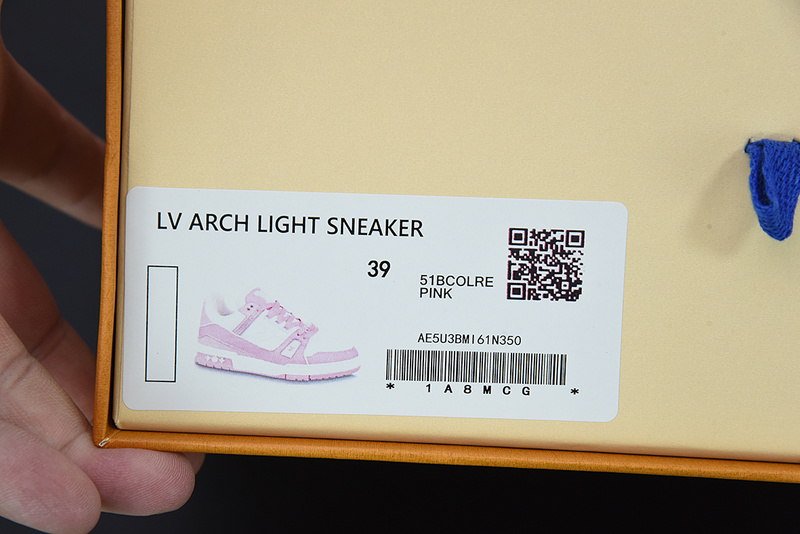 LV ARCH LIGHT SNEAKER
39
51BCOLRE
PINK
AE5U3BMI61N350
* 1A8MCG *